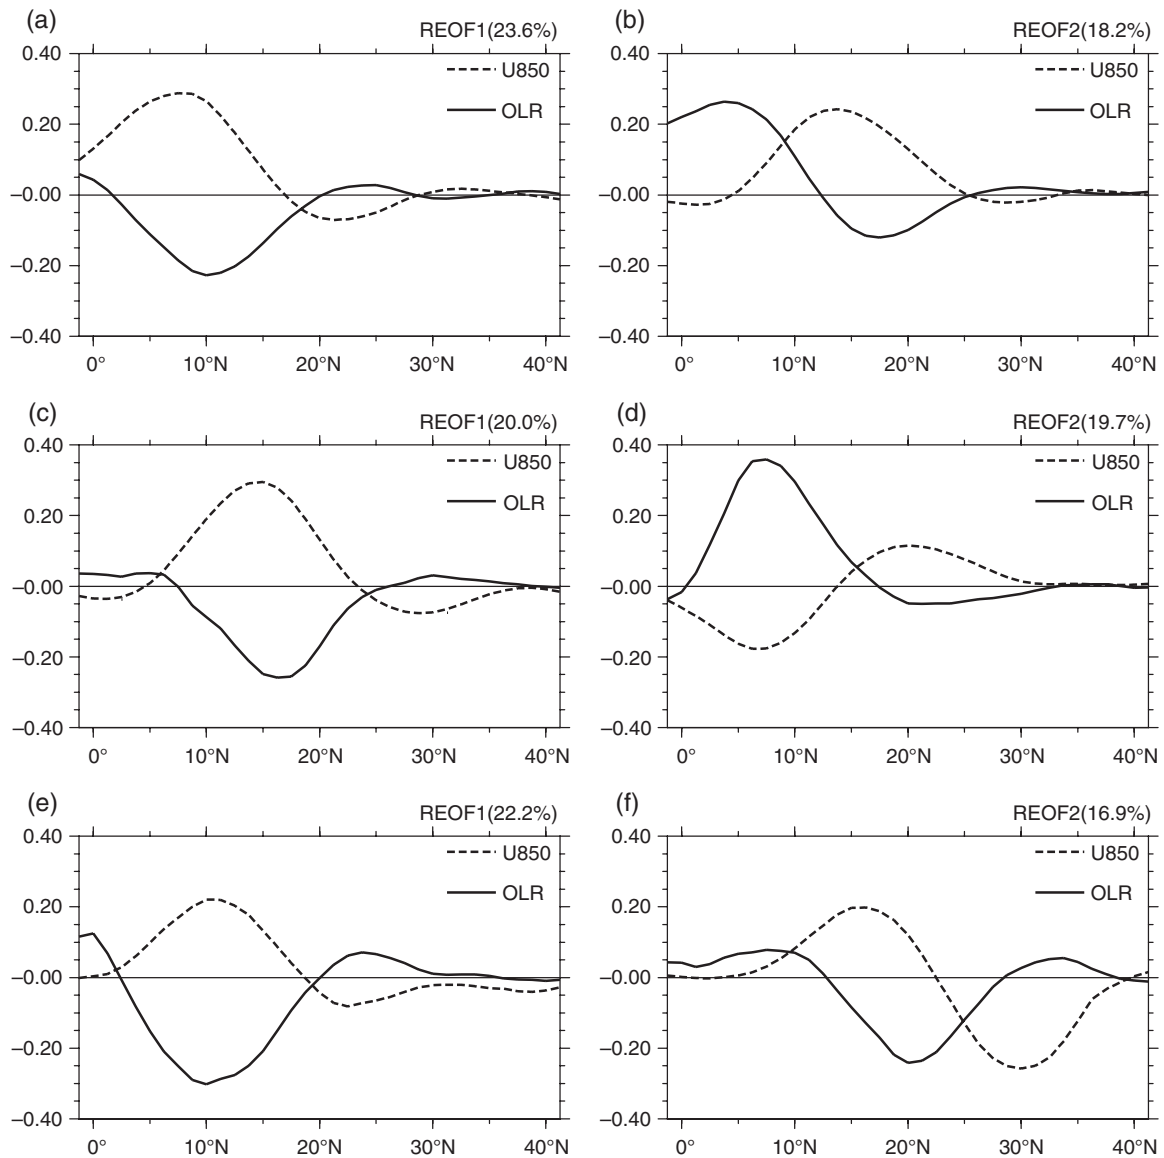 (a) REOF1(23.6%)
0.40
0.20
−0.00
−0.20
−0.40
U850
OLR
0° 10°N 20°N 30°N 40°N
(b) REOF2(18.2%)
0.40
0.20
−0.00
−0.20
−0.40
U850
OLR
0° 10°N 20°N 30°N 40°N
(c) REOF1(20.0%)
0.40
0.20
−0.00
−0.20
−0.40
U850
OLR
0° 10°N 20°N 30°N 40°N
(d) REOF2(19.7%)
0.40
0.20
−0.00
−0.20
−0.40
U850
OLR
0° 10°N 20°N 30°N 40°N
(e) REOF1(22.2%)
0.40
0.20
−0.00
−0.20
−0.40
U850
OLR
0° 10°N 20°N 30°N 40°N
(f) REOF2(16.9%)
0.40
0.20
−0.00
−0.20
−0.40
U850
OLR
0° 10°N 20°N 30°N 40°N